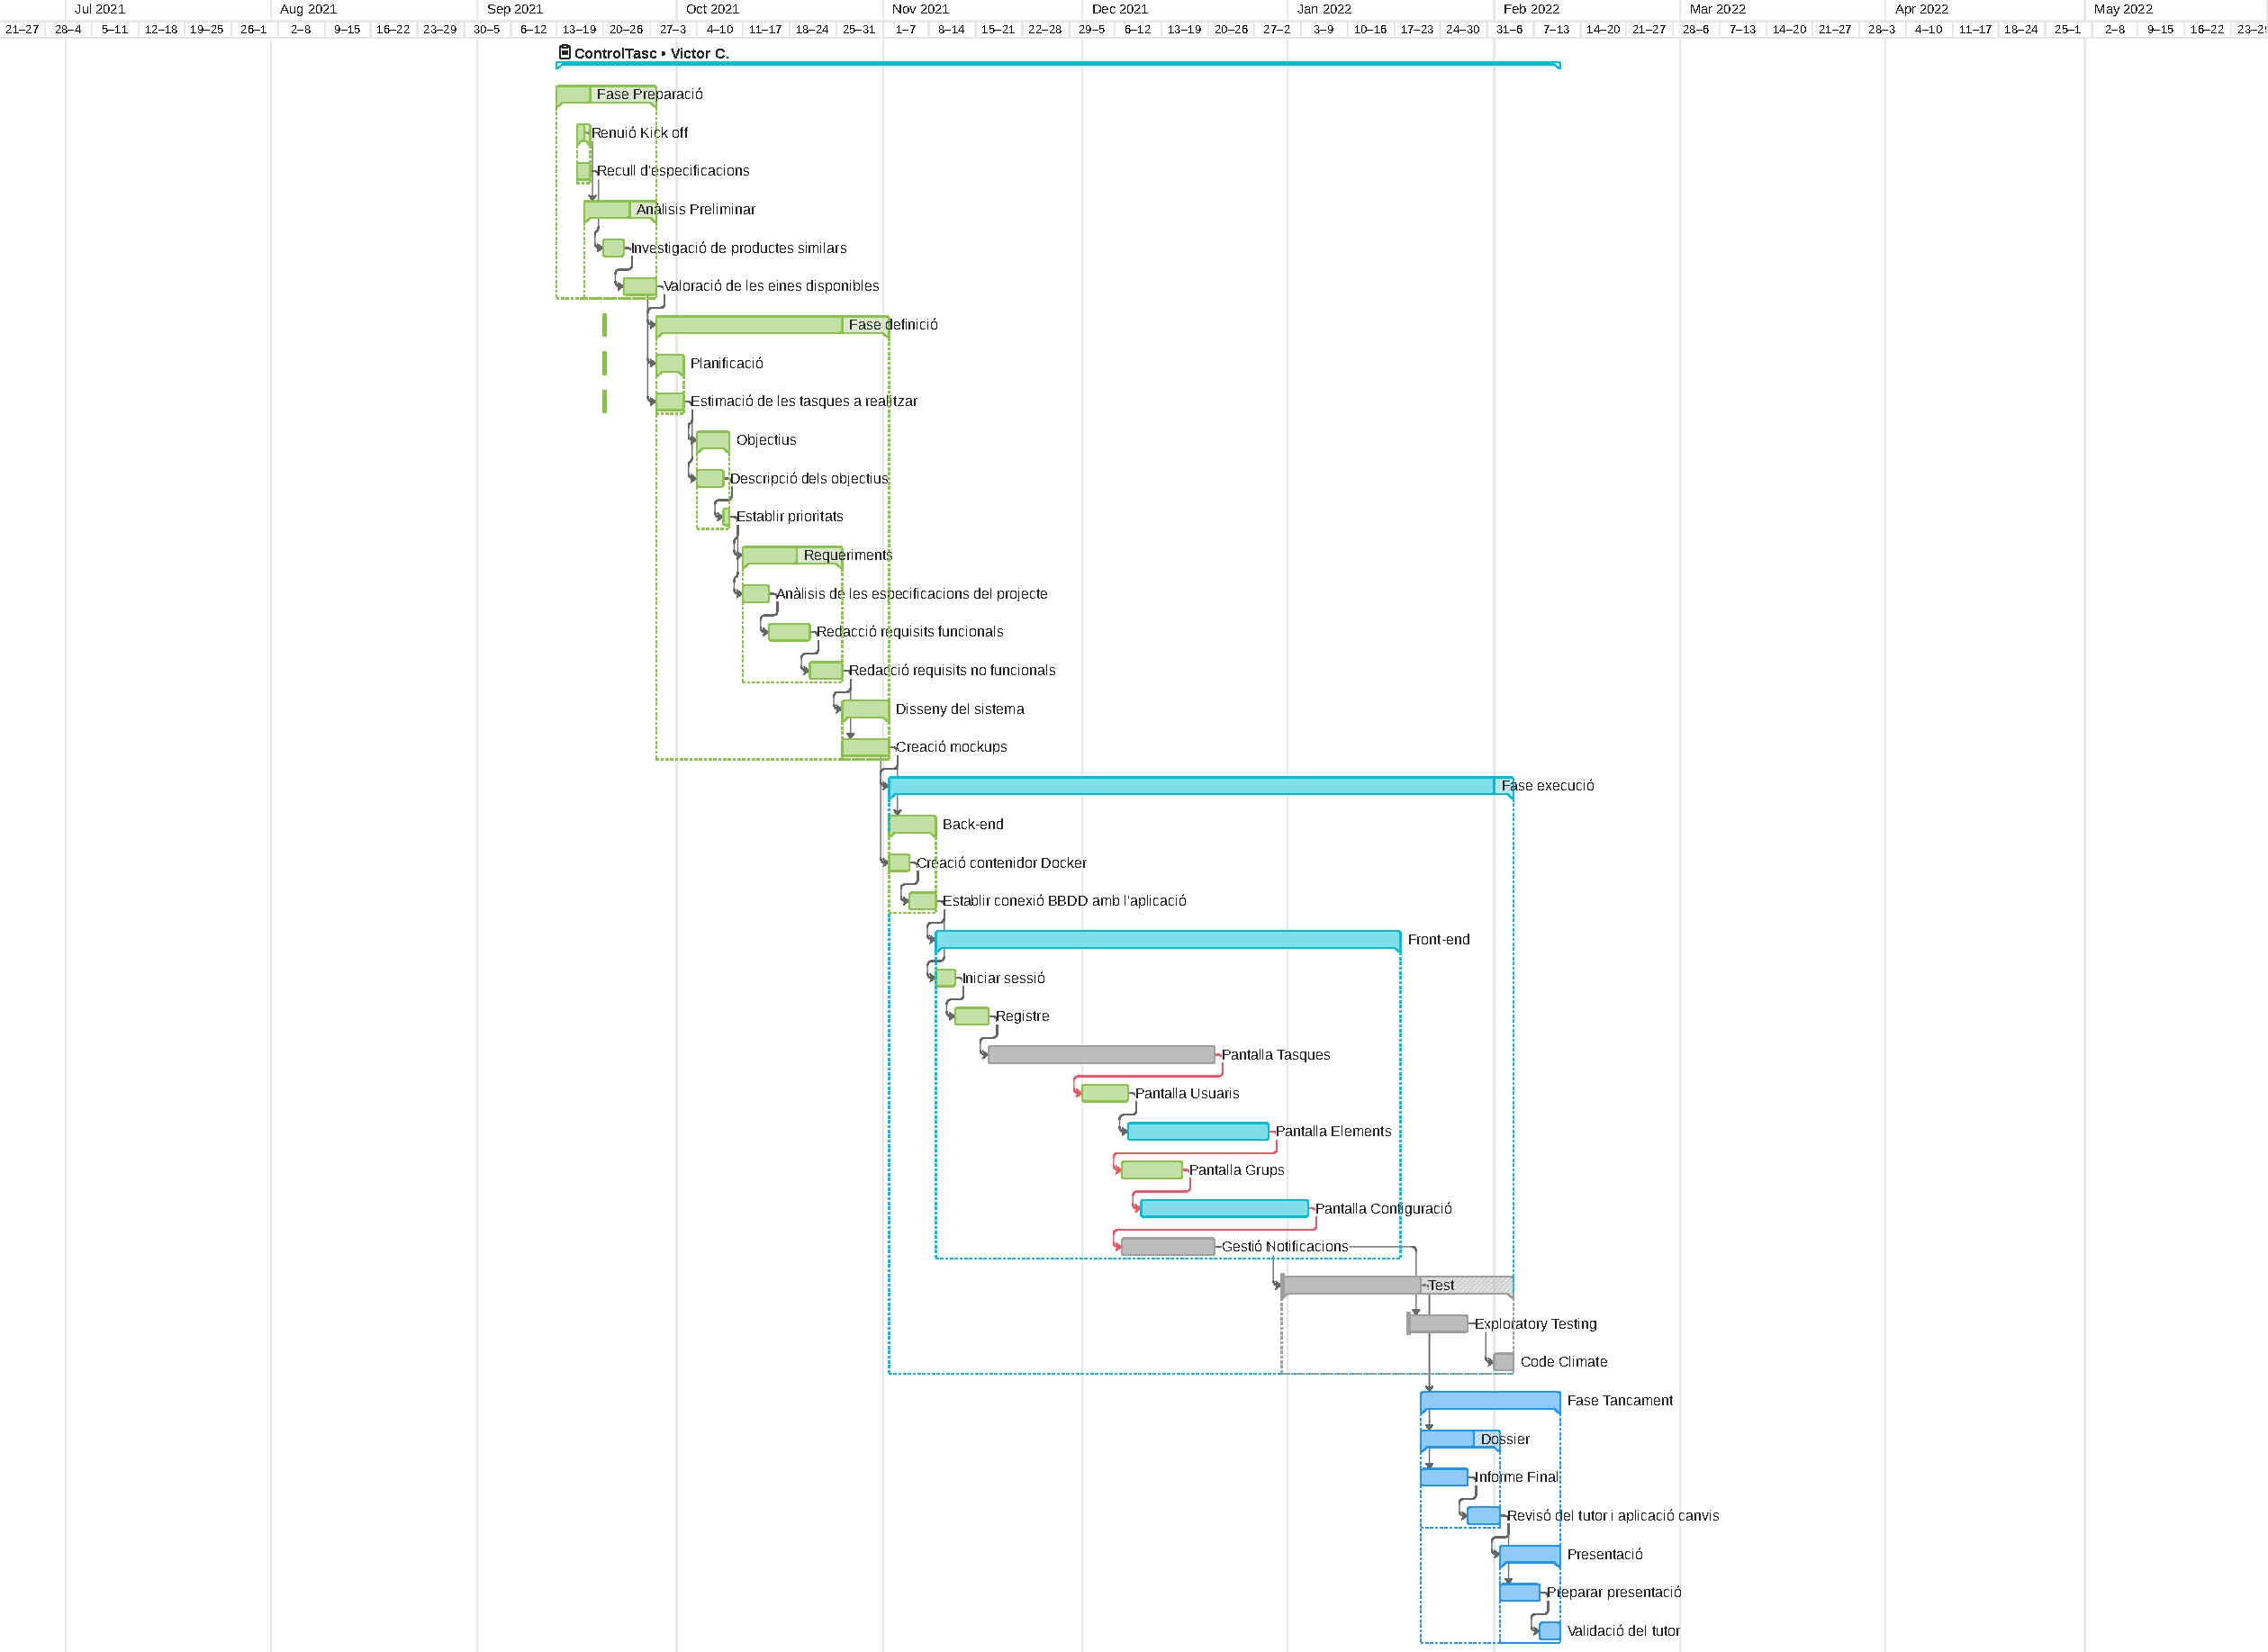 Jul 2021 Aug 2021 Sep 2021 Oct 2021 Nov 2021 Dec 2021 Jan 2022 Feb 2022 Mar 2022 Apr 2022 May 2022
21–27 28–4 5–11 12–18 19–25 26–1 2–8 9–15 16–22 23–29 30–5 6–12 13–19 20–26 27–3 4–10 11–17 18–24 25–31 1–7 8–14 15–21 22–28 29–5 6–12 13–19 20–26 27–2 3–9 10–16 17–23 24–30 31–6 7–13 14–20 21–27 28–6 7–13 14–20 21–27 28–3 4–10 11–17 18–24 25–1 2–8 9–15 16–22
ControlTasc • Victor C.
Fase Preparació
Renuió Kick off
Recull d'especificacions
Anàlisis Preliminar
Investigació de productes similars
Valoració de les eines disponibles
Fase definició
Planificació
Estimació de les tasques a realitzar
Objectius
Descripció dels objectius
Establir prioritats
Requeriments
Anàlisis de les especificacions del projecte
Redacció requisits funcionals
Redacció requisits no funcionals
Disseny del sistema
Creació mockups
Fase execució
Back-end
Creació contenidor Docker
Establir conexió BBDD amb l'aplicació
Front-end
Iniciar sessió
Registre
Pantalla Tasques
Pantalla Usuaris
Pantalla Elements
Pantalla Grups
Pantalla Configuració
Gestió Notificacions
Test
Exploratory Testing
Code Climate
Fase Tancament
Dossier
Informe Final
Revisó del tutor i aplicació canvis
Presentació
Preparar presentació
Validació del tutor